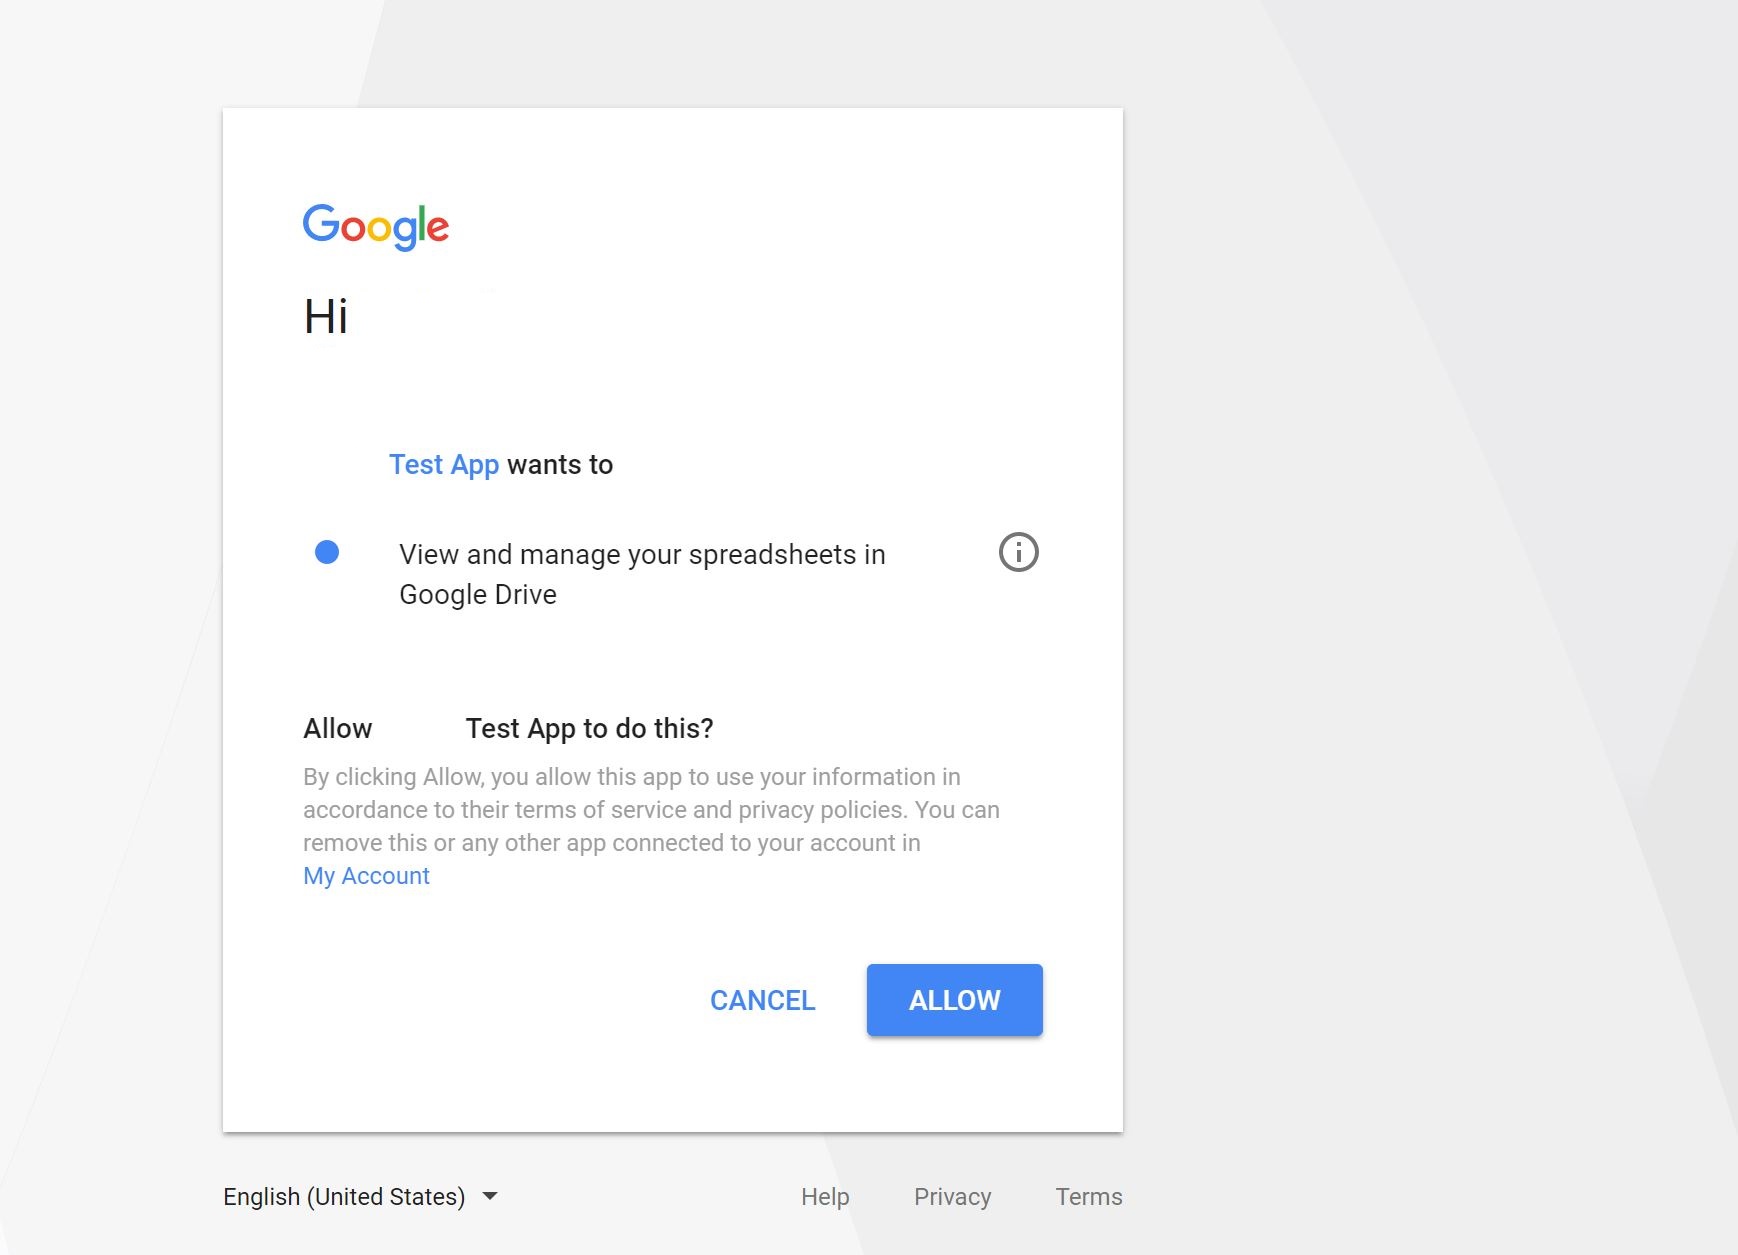 Google
Hi
Test App wants to
View and manage your spreadsheets in
Google Drive
Allow Test App to do this?
By clicking Allow, you allow this app to use your information in
accordance to their terms of service and privacy policies. You can
remove this or any other app connected to your account in
My Account
CANCEL ALLOW
English (United States) Help Privacy Terms